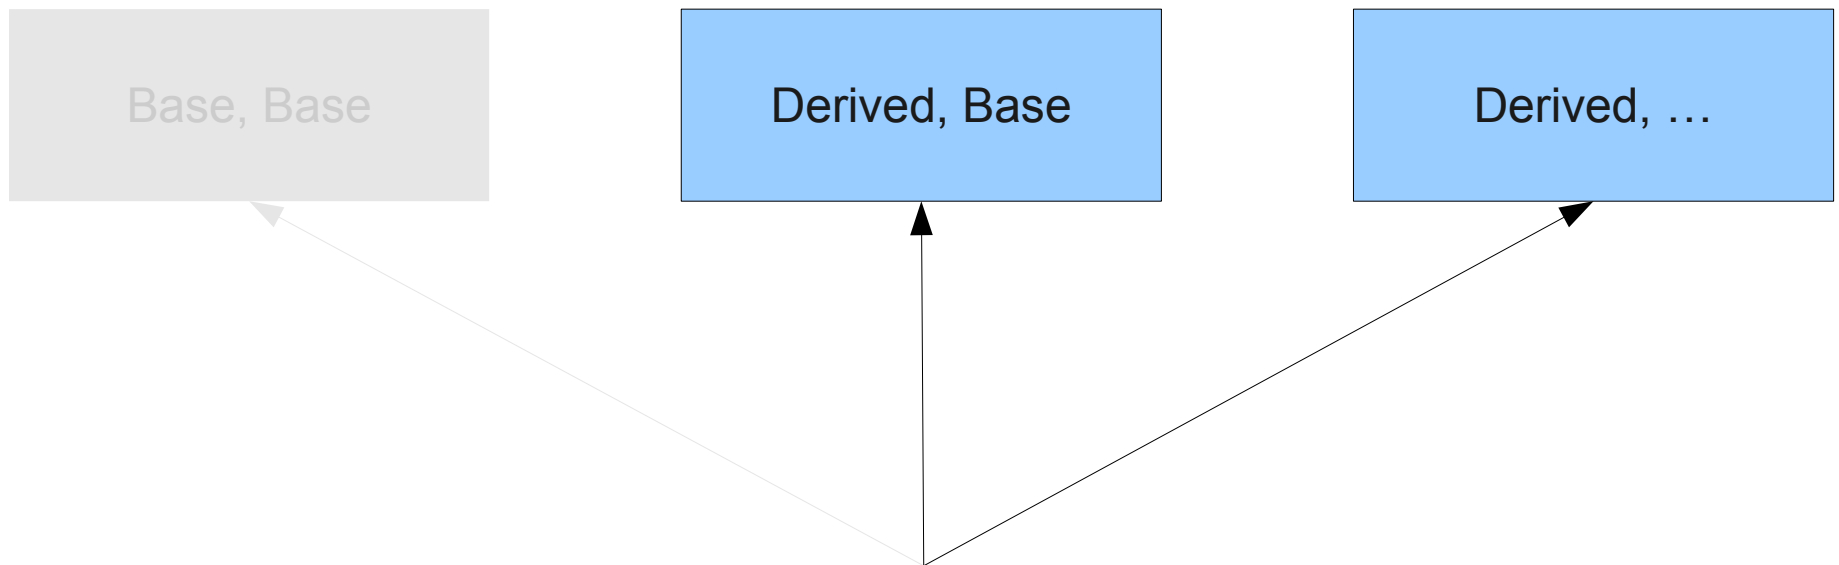 Base, Base
Derived, Base
Derived, …